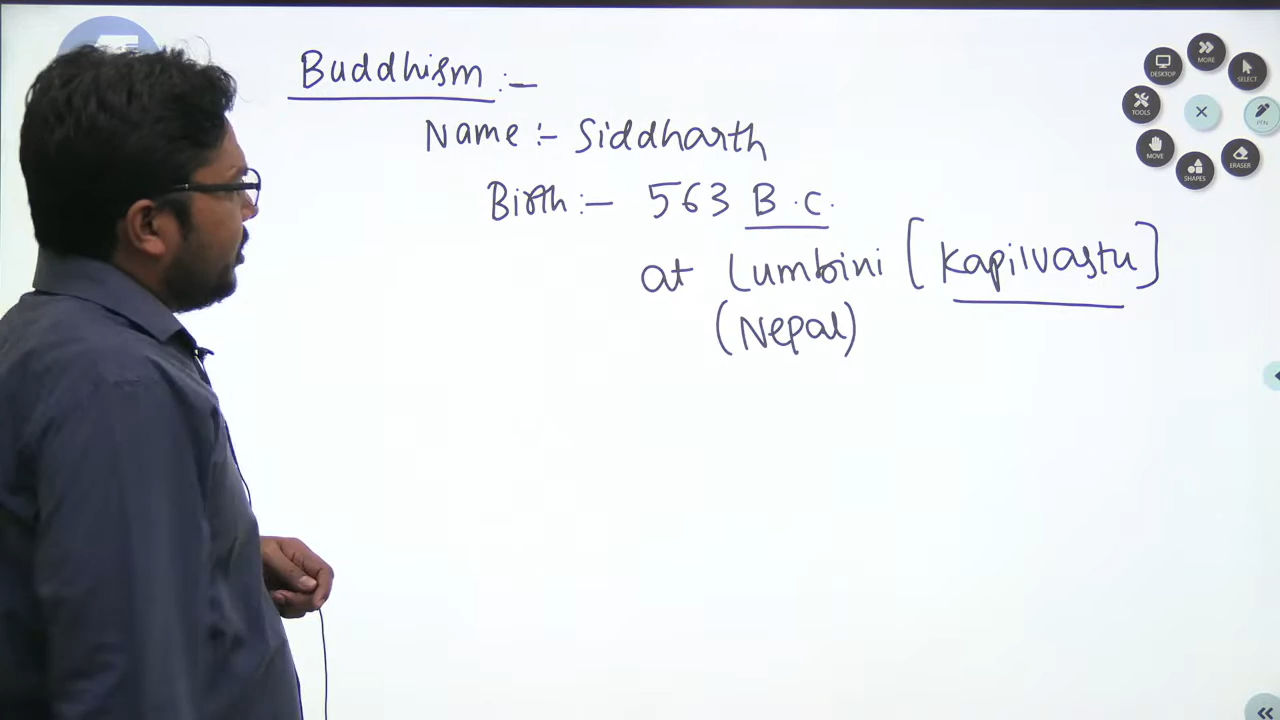 Buddhism :-
Name :- Siddharth
Birth :- 563 B.C.
at Lumbini [Kapilvastu]
(Nepal)
MORE
DESKTOP
SELECT
TOOLS
PEN
MOVE
ERASER
SHAPES